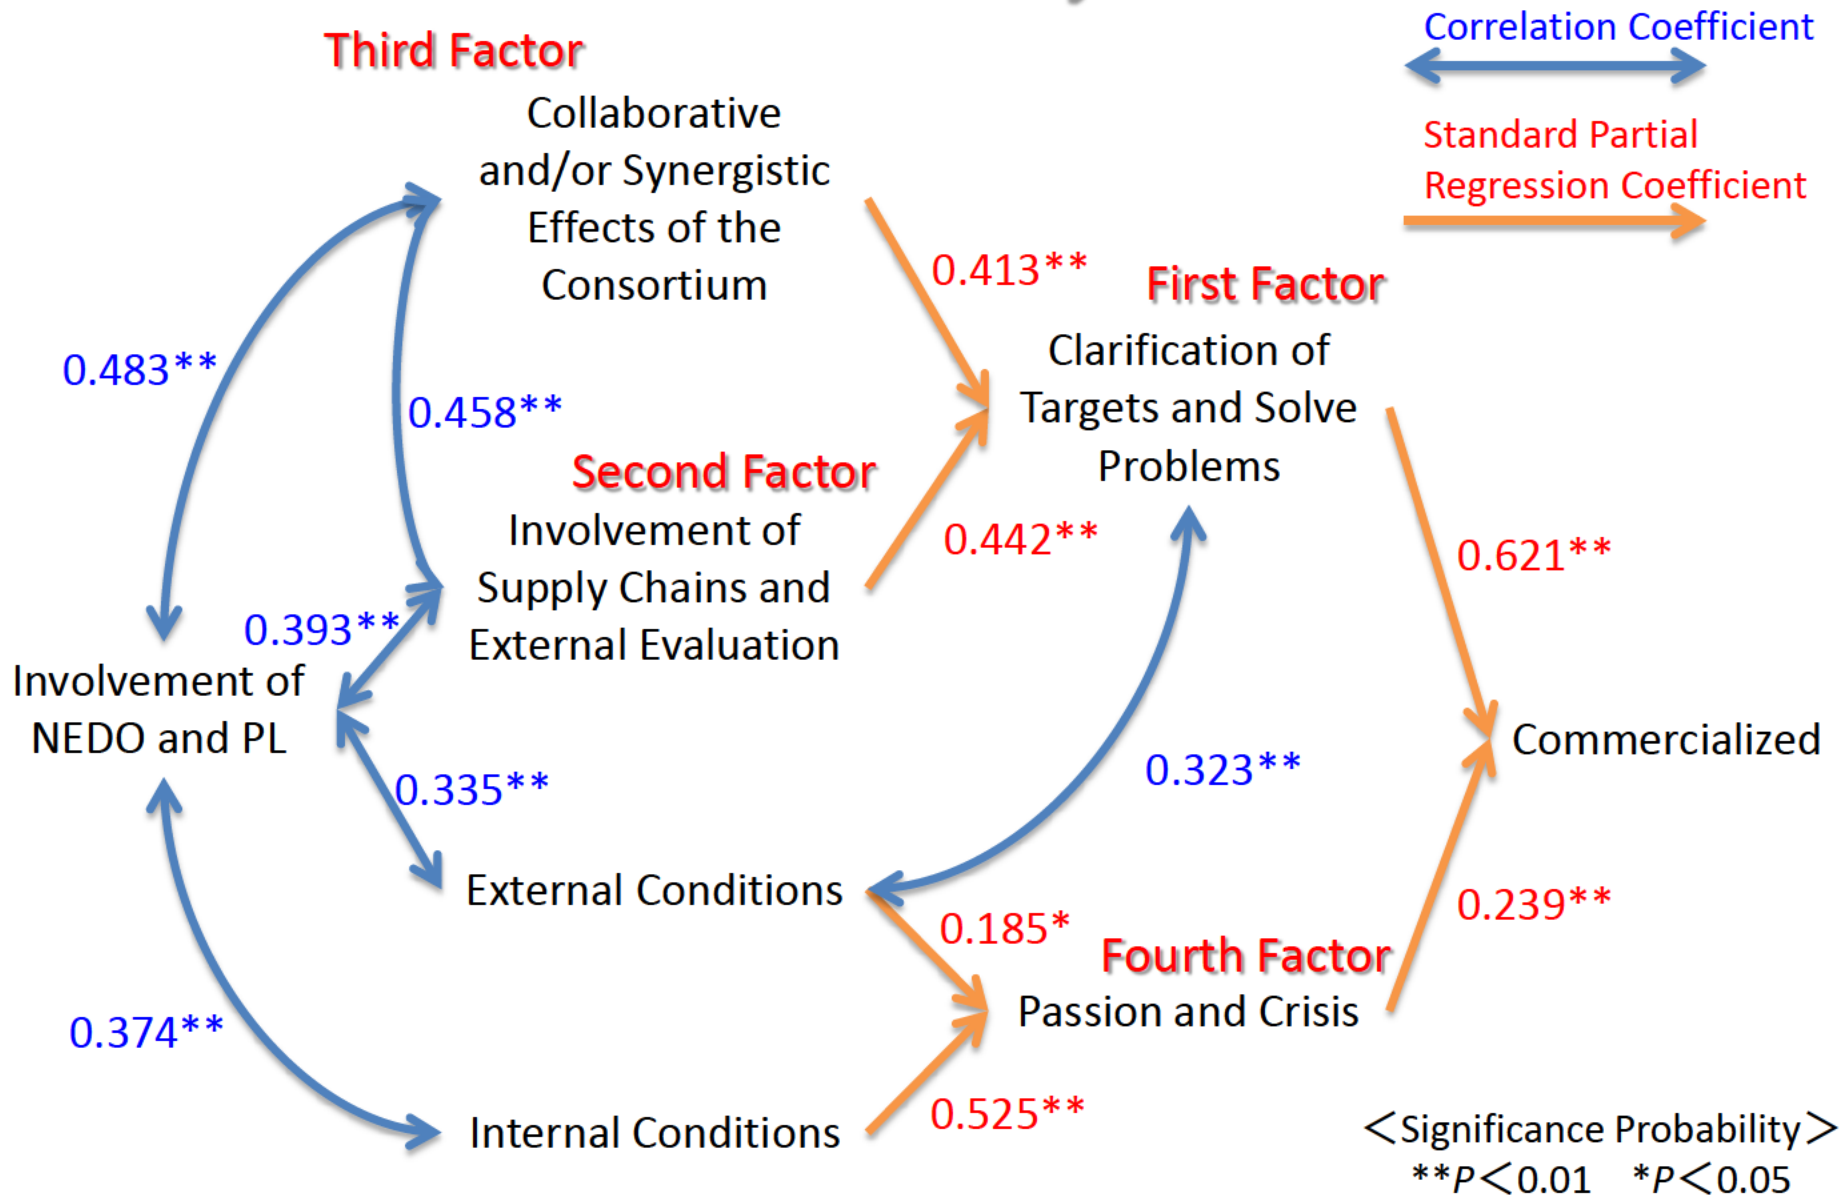 Third Factor
Collaborative
and/or Synergistic
Effects of the
Consortium
Correlation Coefficient
Standard Partial
Regression Coefficient
0.413**
First Factor
Clarification of
Targets and Solve
Problems
0.483**
0.458**
Second Factor
Involvement of
Supply Chains and
External Evaluation
0.442**
0.621**
0.393**
Involvement of
NEDO and PL
0.335**
0.323**
Commercialized
External Conditions
0.185*
0.239**
Fourth Factor
Passion and Crisis
0.374**
Internal Conditions
0.525**
＜Significance Probability＞
**P＜0.01 *P＜0.05